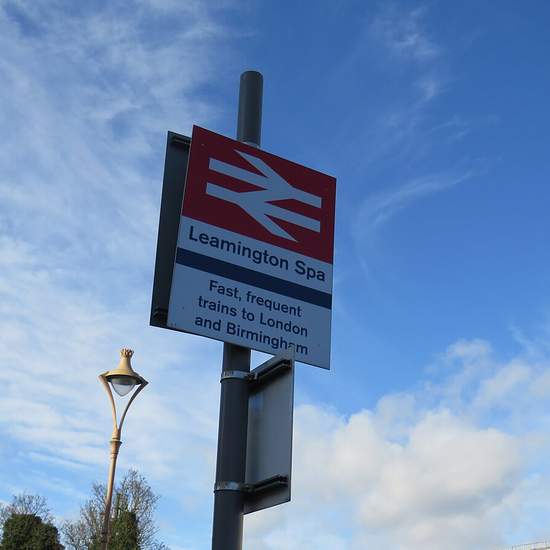 Leamington Spa
Fast, frequent
trains to London
and Birmingham